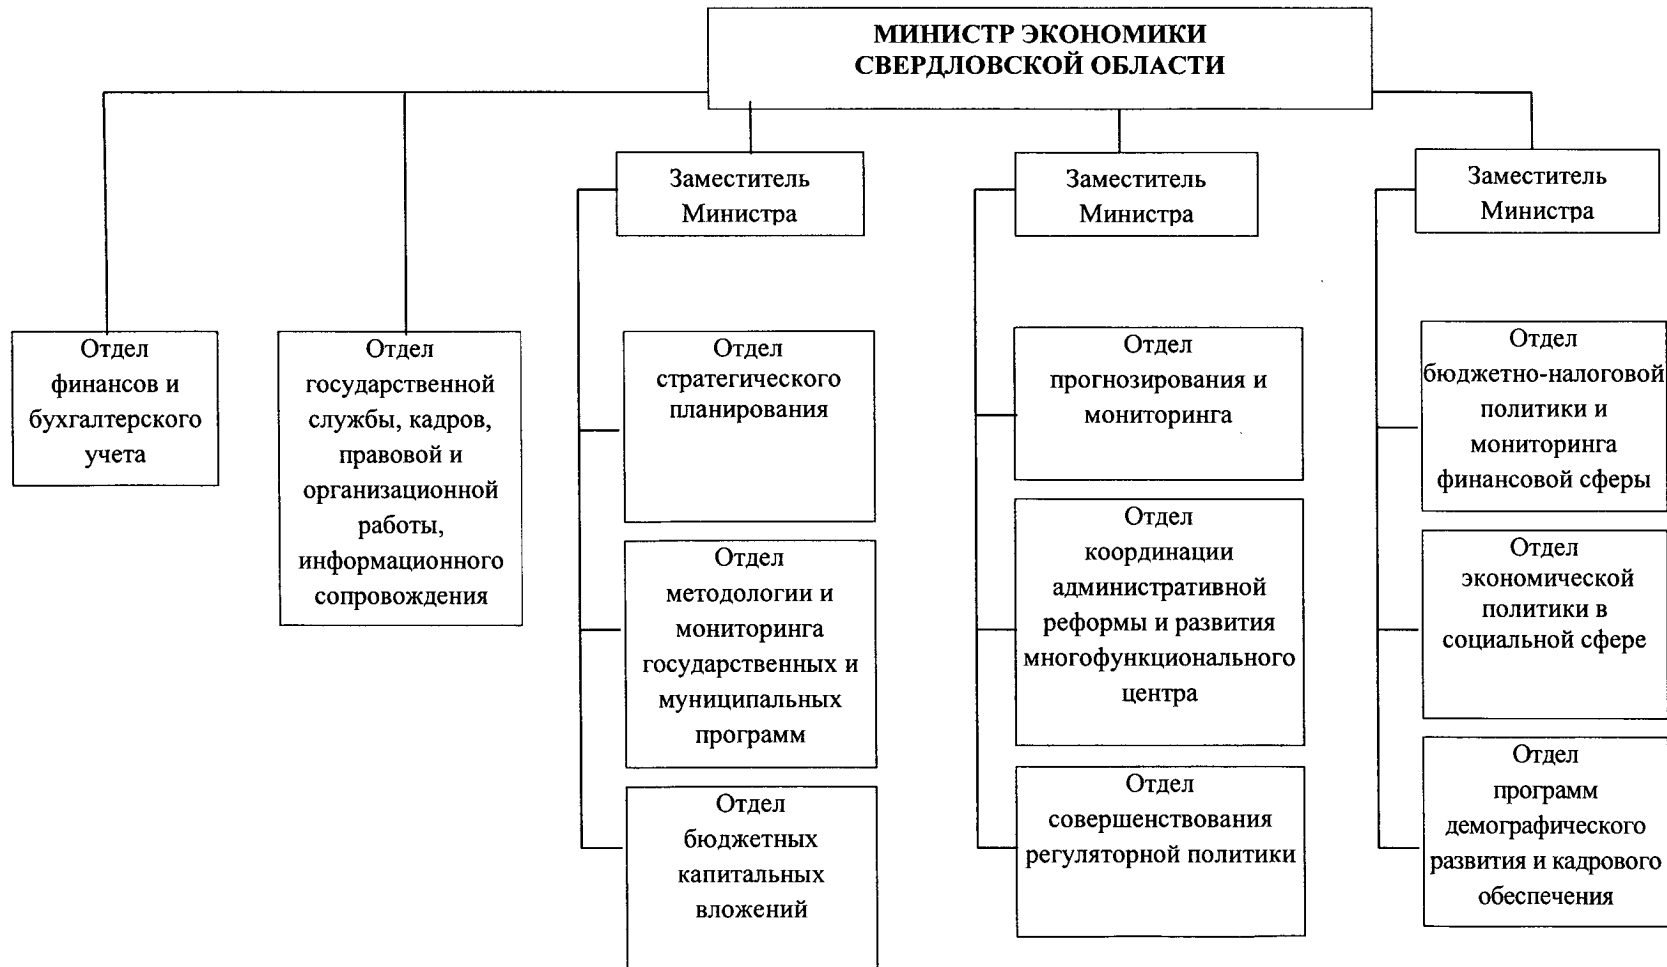 МИНИСТР ЭКОНОМИКИ
СВЕРДЛОВСКОЙ ОБЛАСТИ
Заместитель
Министра
Заместитель
Министра
Заместитель
Министра
Отдел
финансов и
бухгалтерского
учета
Отдел
государственной
службы, кадров,
правовой и
организационной
работы,
информационного
сопровождения
Отдел
стратегического
планирования
Отдел
методологии и
мониторинга
государственных и
муниципальных
программ
Отдел
бюджетных
капитальных
вложений
Отдел
прогнозирования и
мониторинга
Отдел
координации
административной
реформы и развития
многофункционального
центра
Отдел
совершенствования
регуляторной политики
Отдел
бюджетно-налоговой
политики и
мониторинга
финансовой сферы
Отдел
экономической
политики в
социальной сфере
Отдел
программ
демографического
развития и кадрового
обеспечения